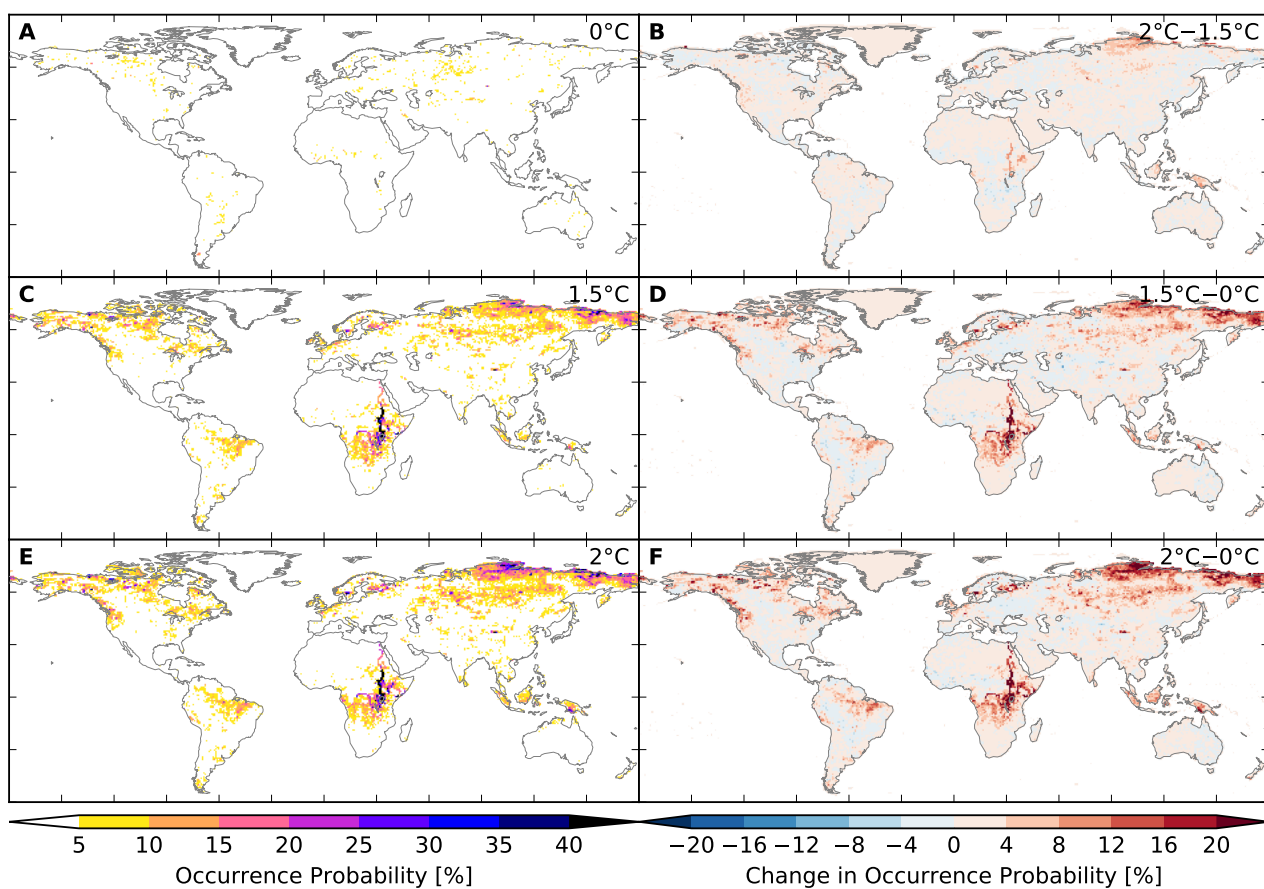 A 0°C
B 2°C−1.5°C
C 1.5°C
D 1.5°C−0°C
E 2°C
F 2°C−0°C
5 10 15 20 25 30 35 40
Occurrence Probability [%]
−20 −16 −12 −8 −4 0 4 8 12 16 20
Change in Occurrence Probability [%]